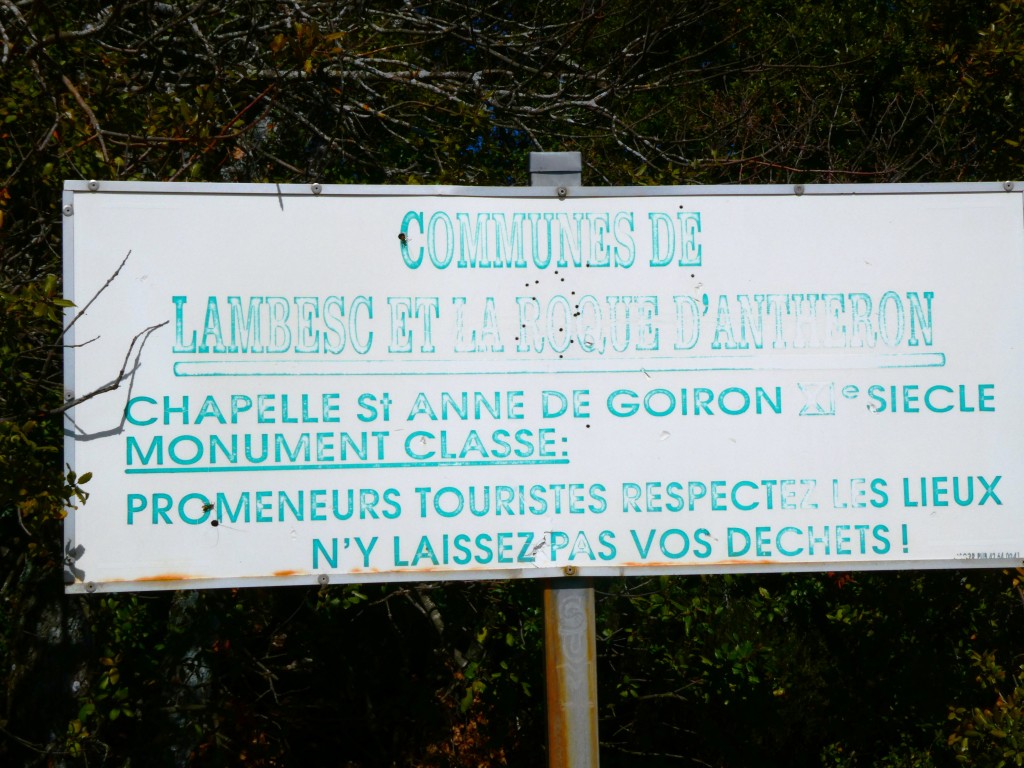 COMMUNES DE
LAMBESC ET LA ROQUE D'ANTHERON
CHAPELLE St ANNE DE GOIRON XIe SIECLE
MONUMENT CLASSE:
PROMENEURS TOURISTES RESPECTEZ LES LIEUX
N'Y LAISSEZ PAS VOS DECHETS !